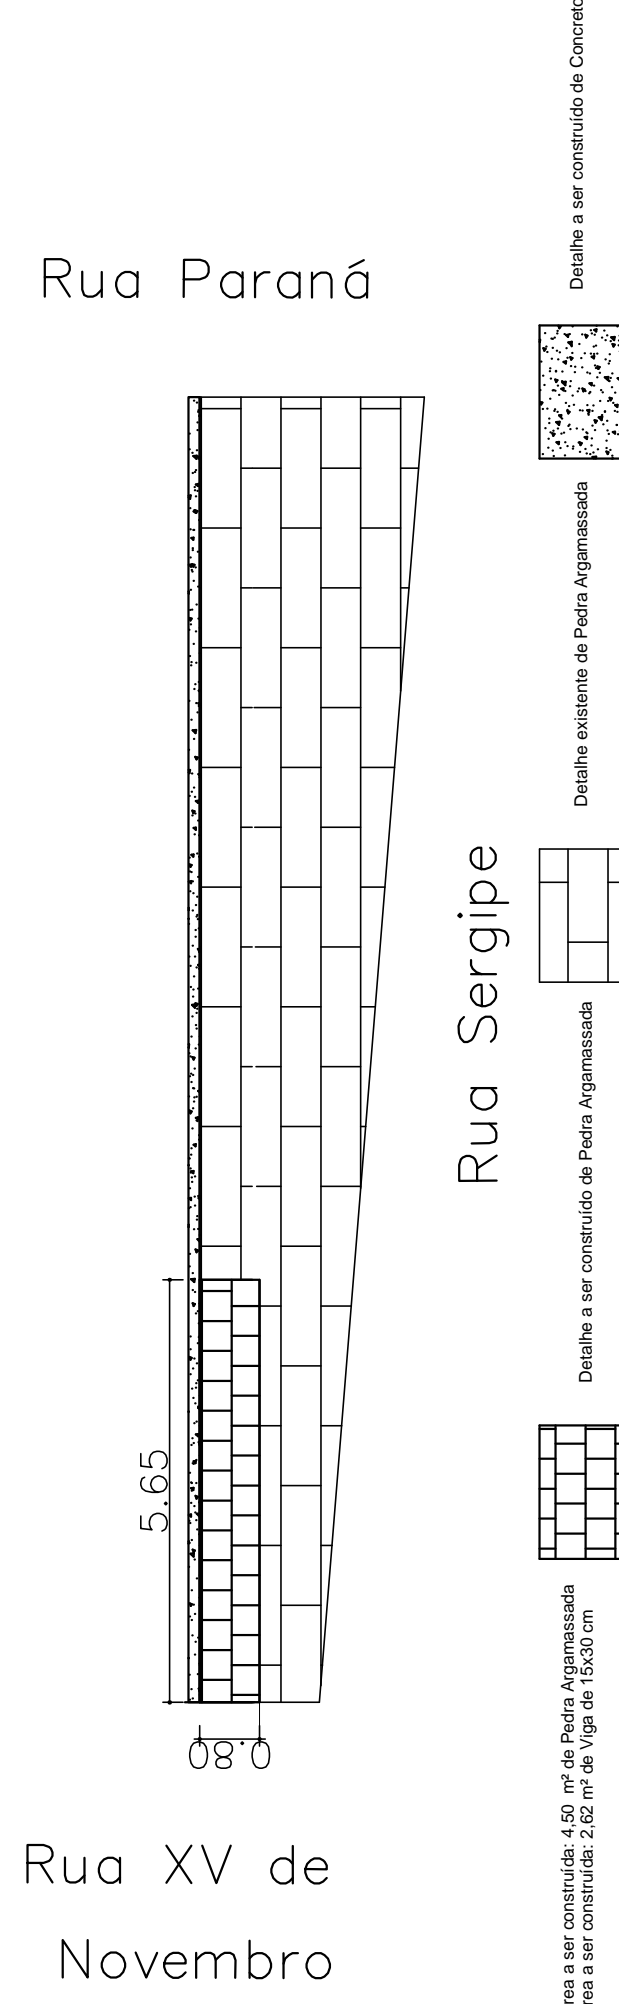 Rua Paraná
Rua Sergipe
5.65
0.80
Rua XV de
Novembro
Detalhe a ser construído de Concreto
Detalhe existente de Pedra Argamassada
Detalhe a ser construído de Pedra Argamassada
a ser construída: 4,50 m² de Pedra Argamassada
a ser construída: 2,62 m² de Viga de 15x30 cm